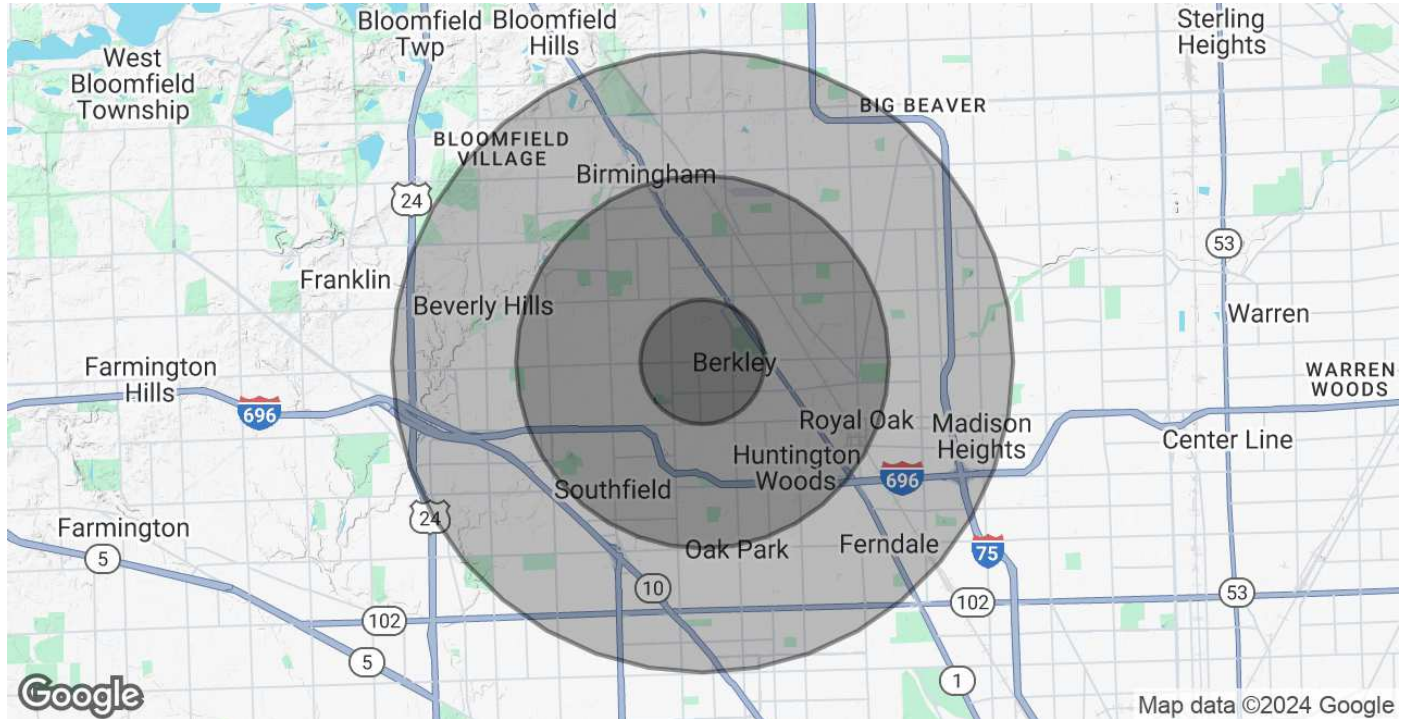 Bloomfield
Twp
Bloomfield
Hills
Sterling
Heights
West
Bloomfield
Township
BIG BEAVER
BLOOMFIELD
VILLAGE
Birmingham
24
53
Franklin
Beverly Hills
Warren
Berkley
Farmington
Hills
WARREN
WOODS
696
Royal Oak
Madison
Heights
Center Line
Huntington
Woods
696
Southfield
24
Farmington
Oak Park
Ferndale
75
5
10
102
53
102
5
1
Google
Map data ©2024 Google